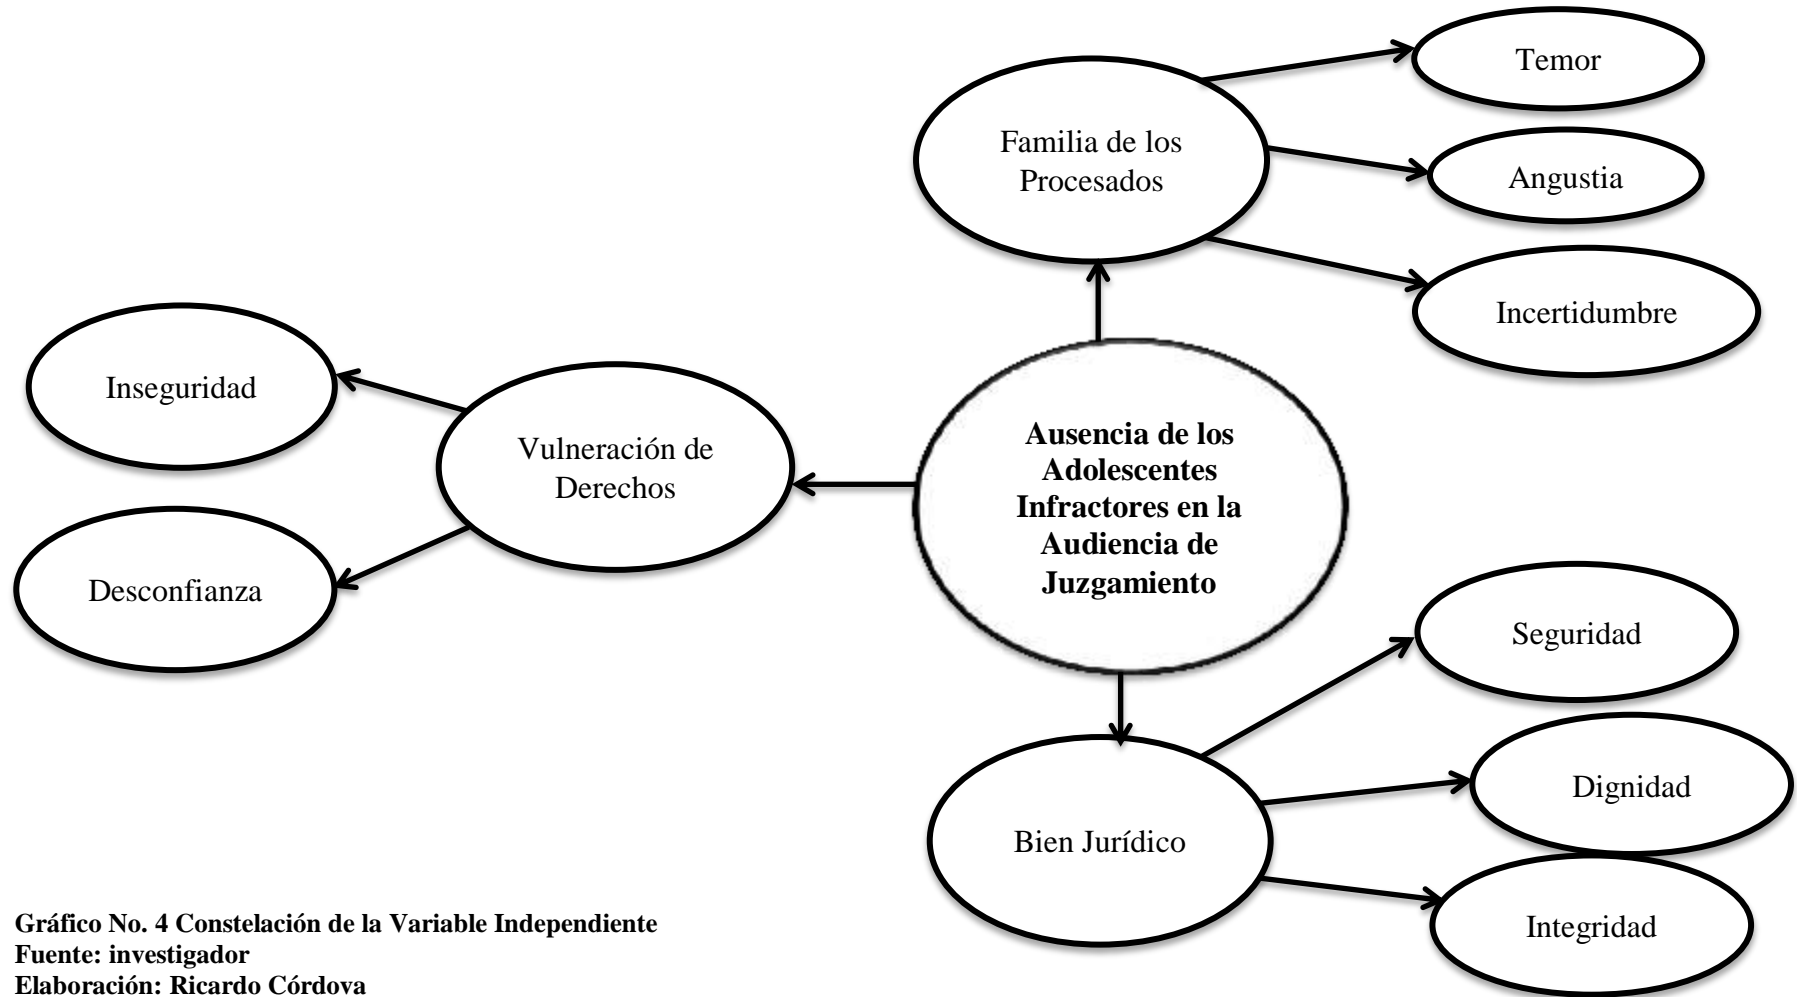 Temor
Familia de los
Procesados
Angustia
Incertidumbre
Inseguridad
Vulneración de
Derechos
Desconfianza
Ausencia de los
Adolescentes
Infractores en la
Audiencia de
Juzgamiento
Seguridad
Dignidad
Bien Jurídico
Integridad
Gráfico No. 4 Constelación de la Variable Independiente
Fuente: investigador
Elaboración: Ricardo Córdova